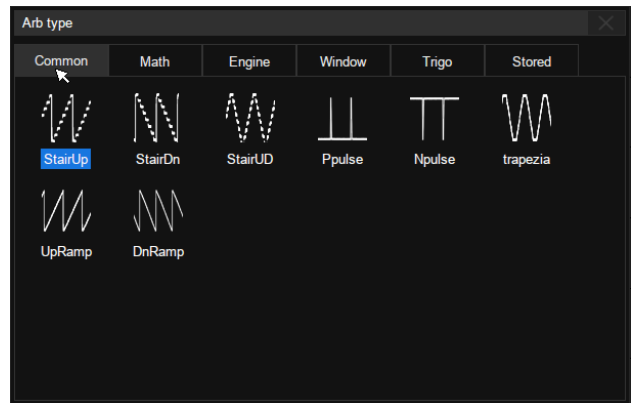 Arb type
Common Math Engine Window Trigo Stored
StairUp StairDn StairUD Ppulse Npulse trapezia
UpRamp DnRamp